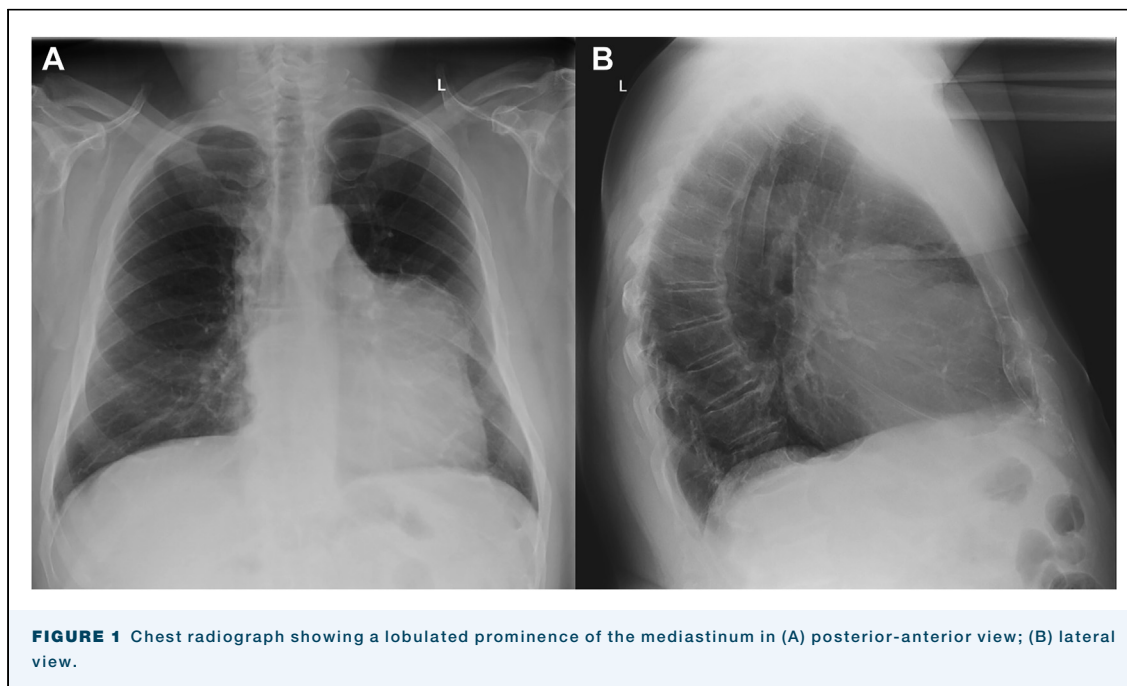 A
L
B
L
FIGURE 1 Chest radiograph showing a lobulated prominence of the mediastinum in (A) posterior-anterior view; (B) lateral
view.